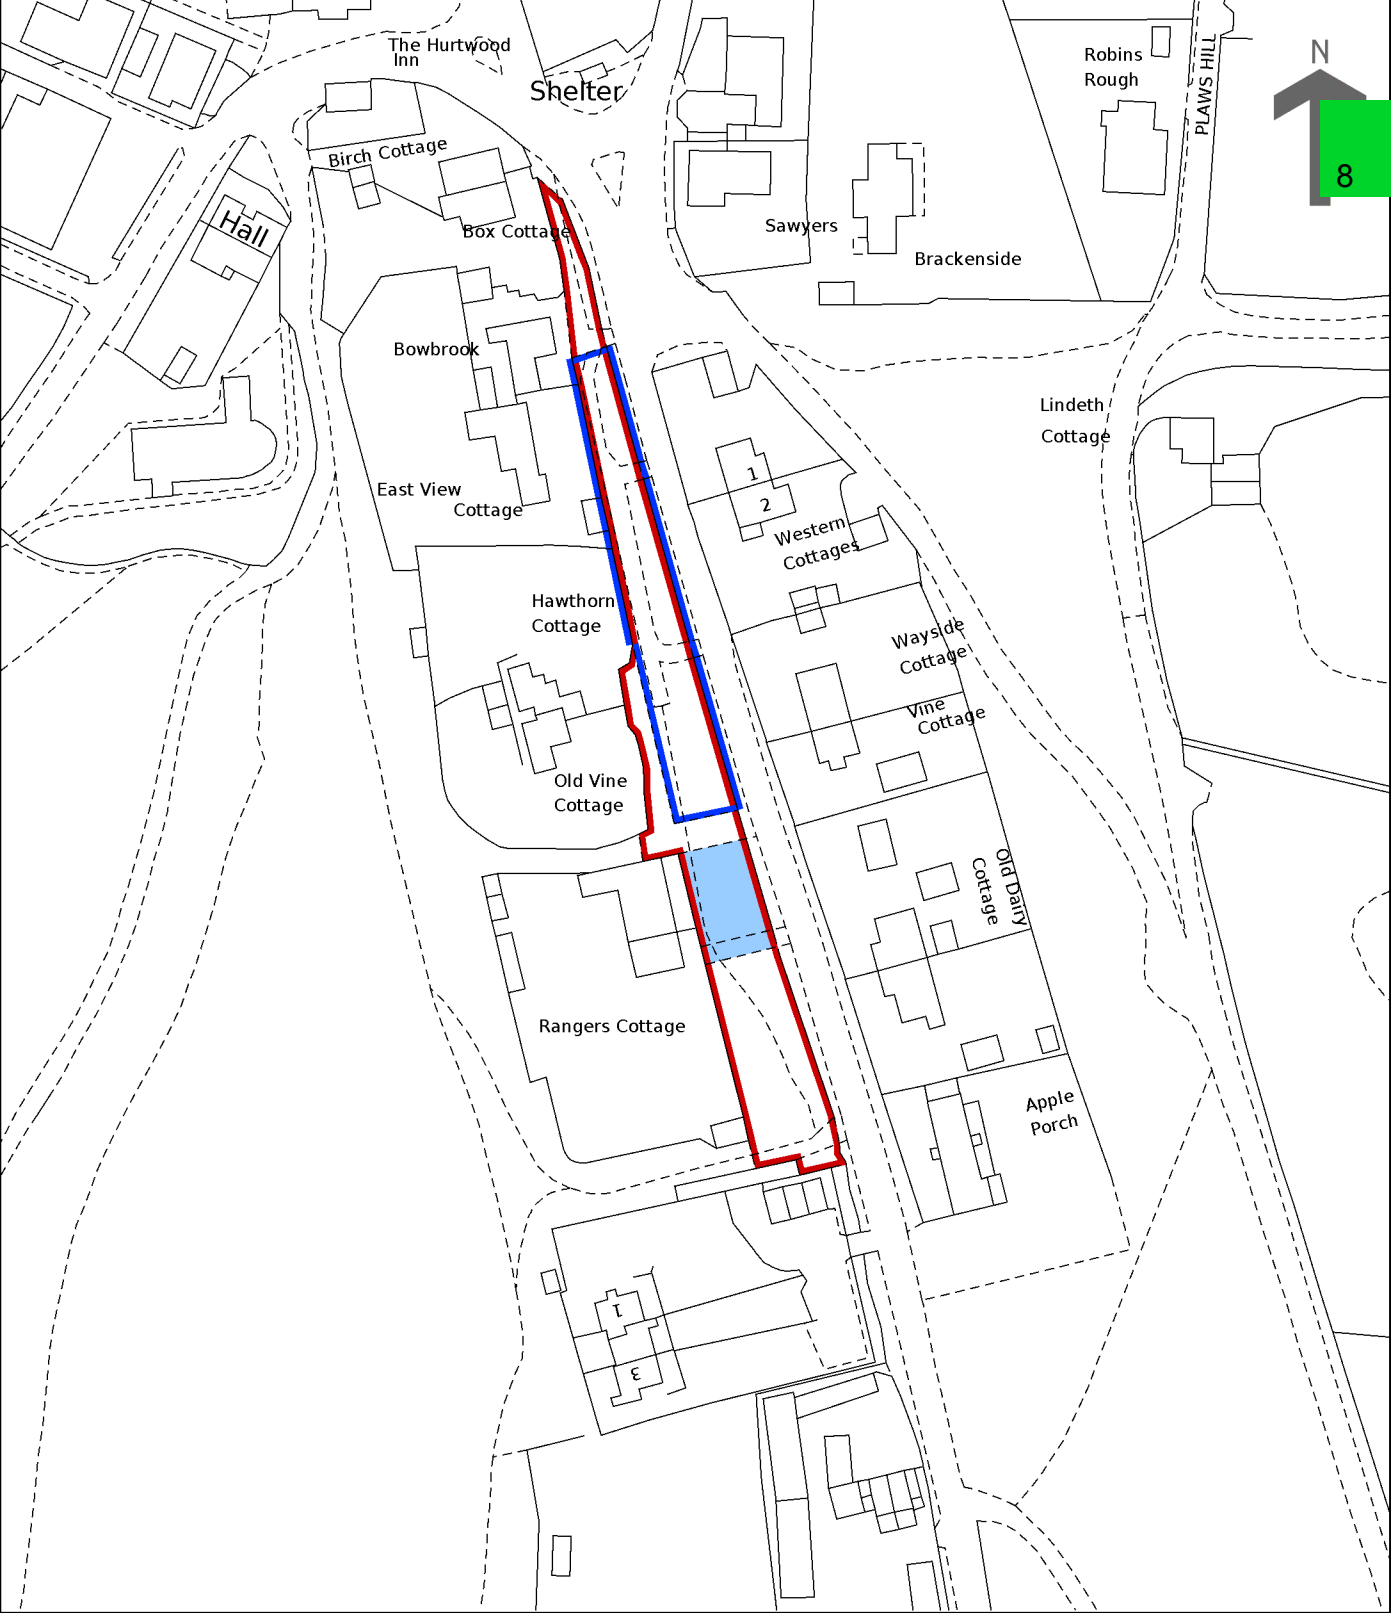 The Hurtwood
Inn
Shelter
Robins
Rough
PLAWS HILL
N
8
Birch Cottage
Hall
Box Cottage
Sawyers
Brackenside
Bowbrook
Lindeth
Cottage
1
2
Western
Cottages
East View
Cottage
Hawthorn
Cottage
Wayside
Cottage
Vine
Cottage
Old Vine
Cottage
Old Dairy
Cottage
Rangers Cottage
Apple
Porch
1
3